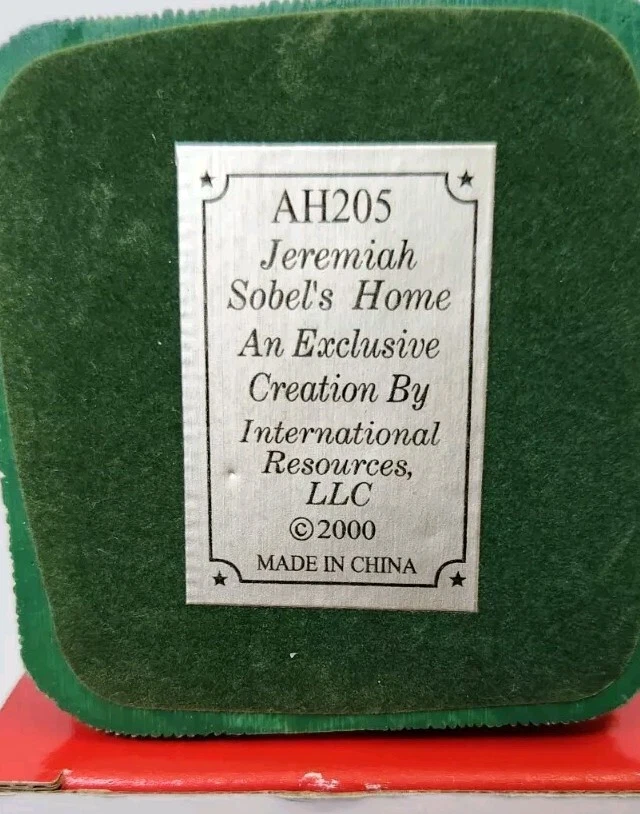 AH205
Jeremiah
Sobel's Home
An Exclusive
Creation By
International
Resources,
LLC
©2000
MADE IN CHINA